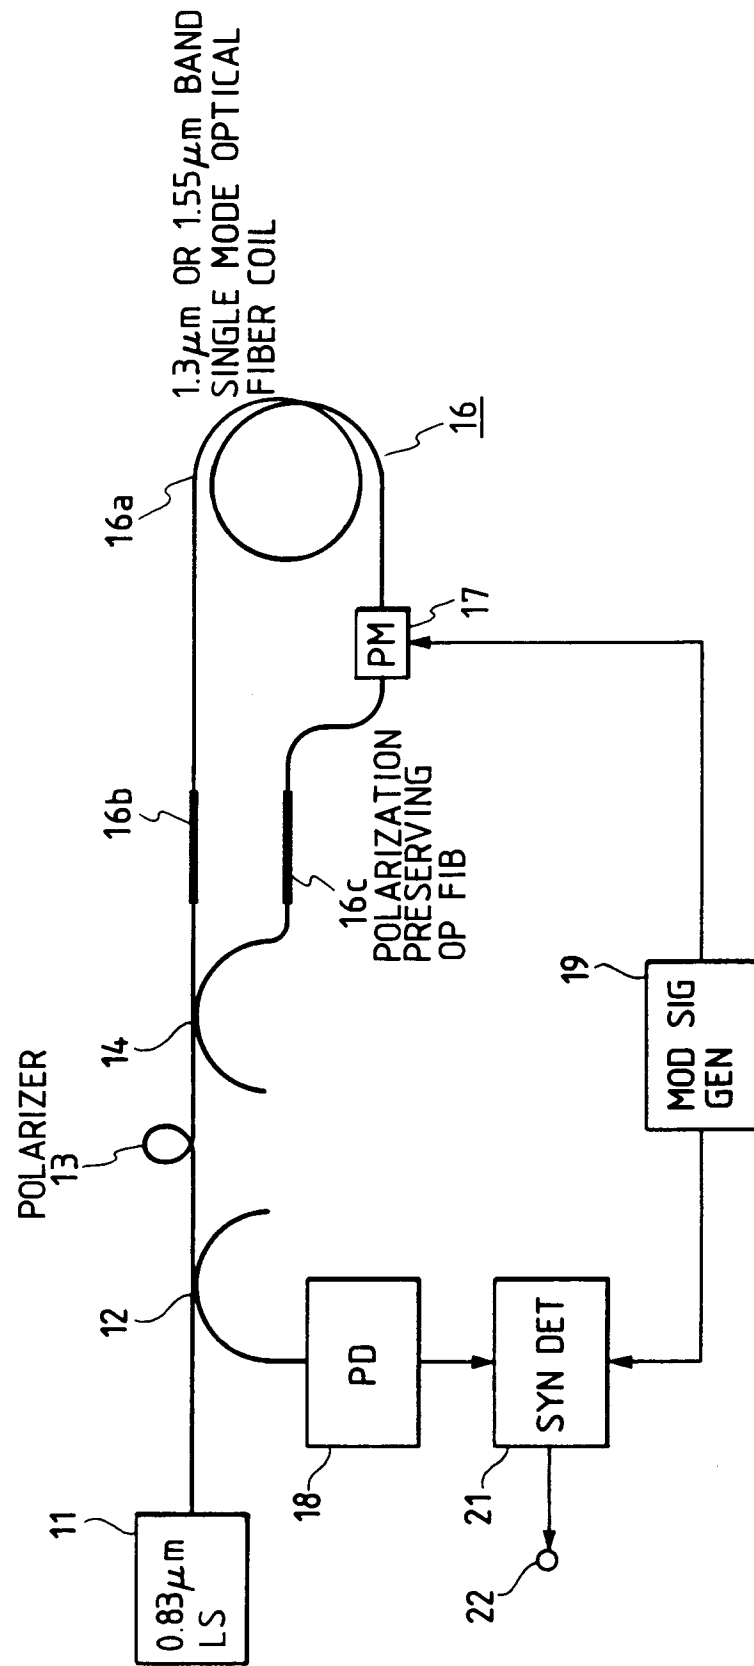 11
0.83μm
LS
12
POLARIZER
13
14
16b
16a
1.3μm OR 1.55μm BAND
SINGLE MODE OPTICAL
FIBER COIL
16
PM
17
16c
POLARIZATION
PRESERVING
OP FIB
18
PD
21
SYN DET
22
19
MOD SIG
GEN